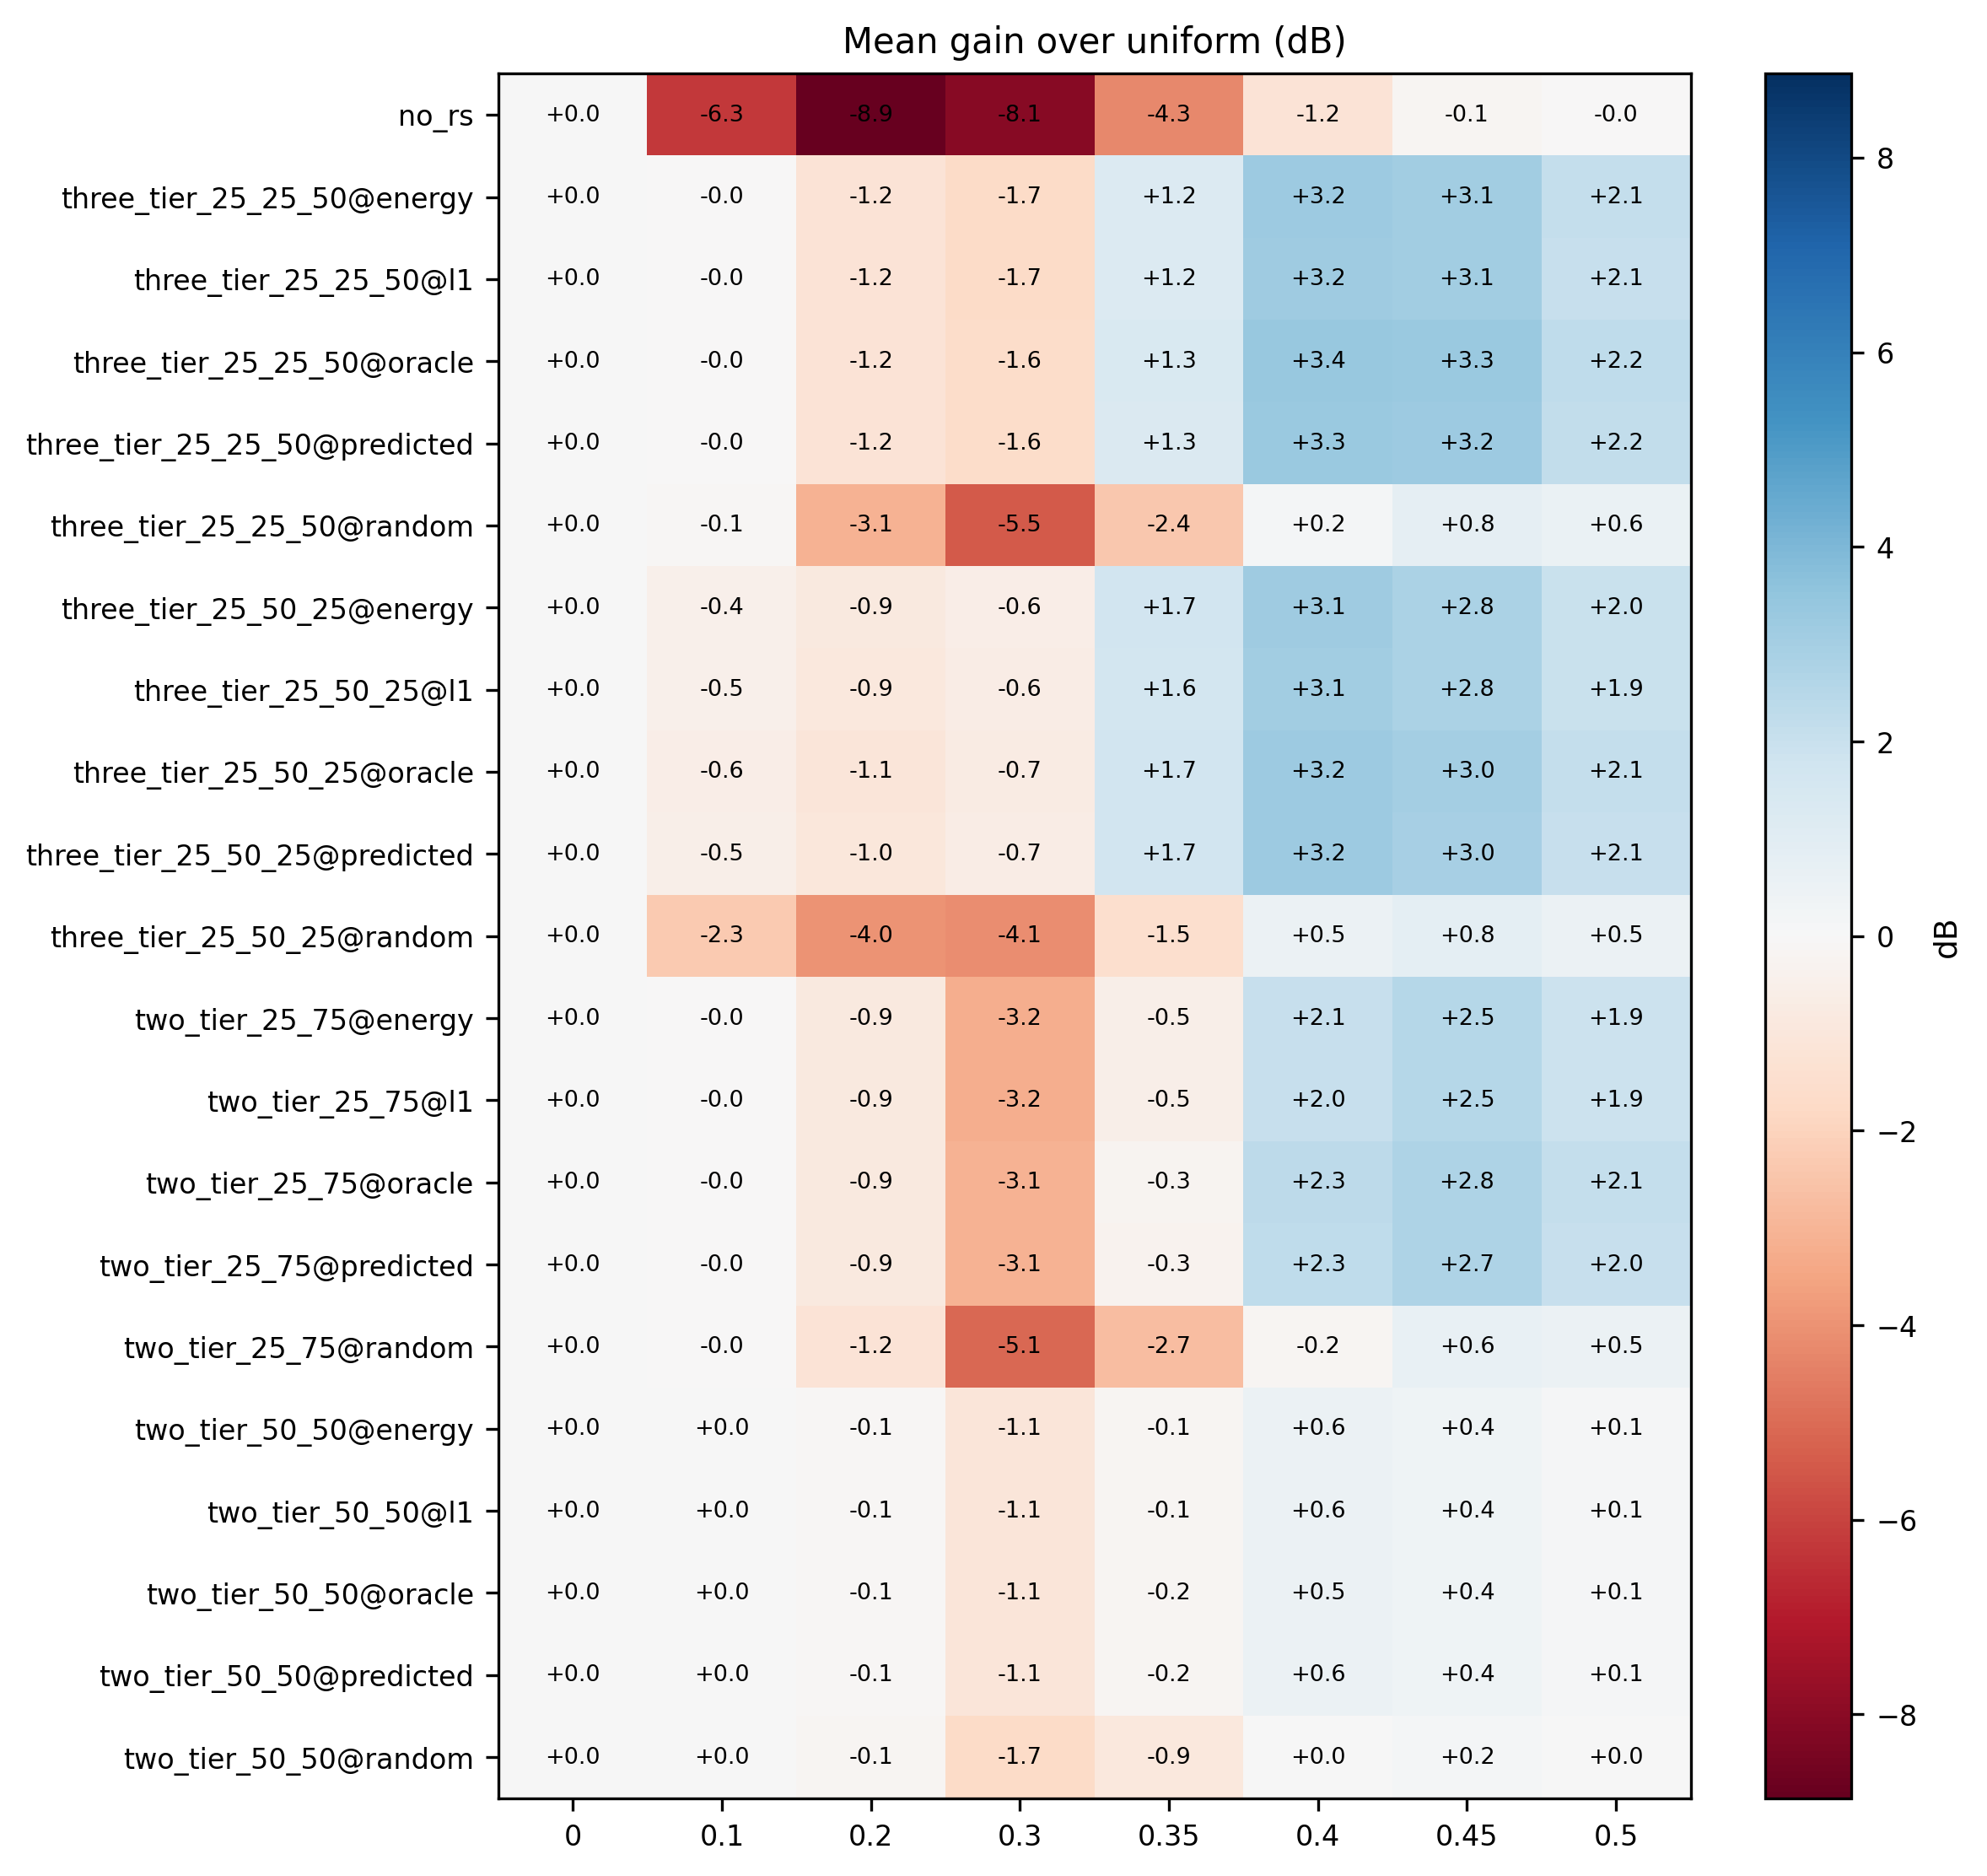 Mean gain over uniform (dB)
no_rs +0.0 -6.3 -8.9 -8.1 -4.3 -1.2 -0.1 -0.0
three_tier_25_25_50@energy +0.0 -0.0 -1.2 -1.7 +1.2 +3.2 +3.1 +2.1
three_tier_25_25_50@l1 +0.0 -0.0 -1.2 -1.7 +1.2 +3.2 +3.1 +2.1
three_tier_25_25_50@oracle +0.0 -0.0 -1.2 -1.6 +1.3 +3.4 +3.3 +2.2
three_tier_25_25_50@predicted +0.0 -0.0 -1.2 -1.6 +1.3 +3.3 +3.2 +2.2
three_tier_25_25_50@random +0.0 -0.1 -3.1 -5.5 -2.4 +0.2 +0.8 +0.6
three_tier_25_50_25@energy +0.0 -0.4 -0.9 -0.6 +1.7 +3.1 +2.8 +2.0
three_tier_25_50_25@l1 +0.0 -0.5 -0.9 -0.6 +1.6 +3.1 +2.8 +1.9
three_tier_25_50_25@oracle +0.0 -0.6 -1.1 -0.7 +1.7 +3.2 +3.0 +2.1
three_tier_25_50_25@predicted +0.0 -0.5 -1.0 -0.7 +1.7 +3.2 +3.0 +2.1
three_tier_25_50_25@random +0.0 -2.3 -4.0 -4.1 -1.5 +0.5 +0.8 +0.5
two_tier_25_75@energy +0.0 -0.0 -0.9 -3.2 -0.5 +2.1 +2.5 +1.9
two_tier_25_75@l1 +0.0 -0.0 -0.9 -3.2 -0.5 +2.0 +2.5 +1.9
two_tier_25_75@oracle +0.0 -0.0 -0.9 -3.1 -0.3 +2.3 +2.8 +2.1
two_tier_25_75@predicted +0.0 -0.0 -0.9 -3.1 -0.3 +2.3 +2.7 +2.0
two_tier_25_75@random +0.0 -0.0 -1.2 -5.1 -2.7 -0.2 +0.6 +0.5
two_tier_50_50@energy +0.0 +0.0 -0.1 -1.1 -0.1 +0.6 +0.4 +0.1
two_tier_50_50@l1 +0.0 +0.0 -0.1 -1.1 -0.1 +0.6 +0.4 +0.1
two_tier_50_50@oracle +0.0 +0.0 -0.1 -1.1 -0.2 +0.5 +0.4 +0.1
two_tier_50_50@predicted +0.0 +0.0 -0.1 -1.1 -0.2 +0.6 +0.4 +0.1
two_tier_50_50@random +0.0 +0.0 -0.1 -1.7 -0.9 +0.0 +0.2 +0.0
0 0.1 0.2 0.3 0.35 0.4 0.45 0.5
8
6
4
2
0
−2
−4
−6
−8
dB